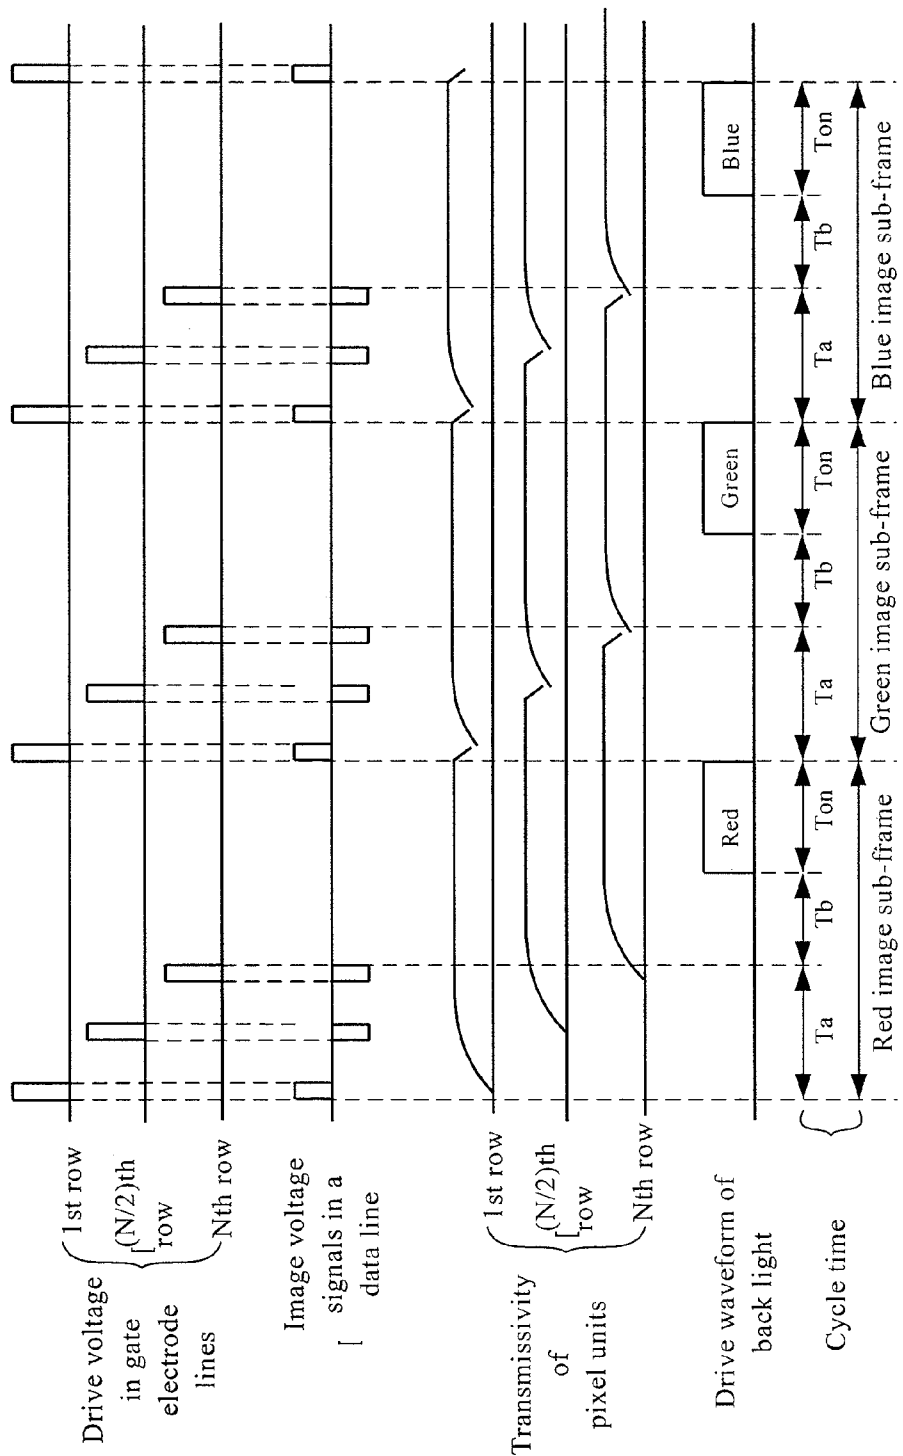 Drive voltage
in gate
electrode
lines
1st row
(N/2)th
row
Nth row
Image voltage
signals in a
data line
Transmissivity
of
pixel units
1st row
(N/2)th
row
Nth row
Drive waveform of
back light
Red
Green
Blue
Cycle time
Ta
Tb
Ton
Ta
Tb
Ton
Ta
Tb
Ton
Red image sub-frame
Green image sub-frame
Blue image sub-frame